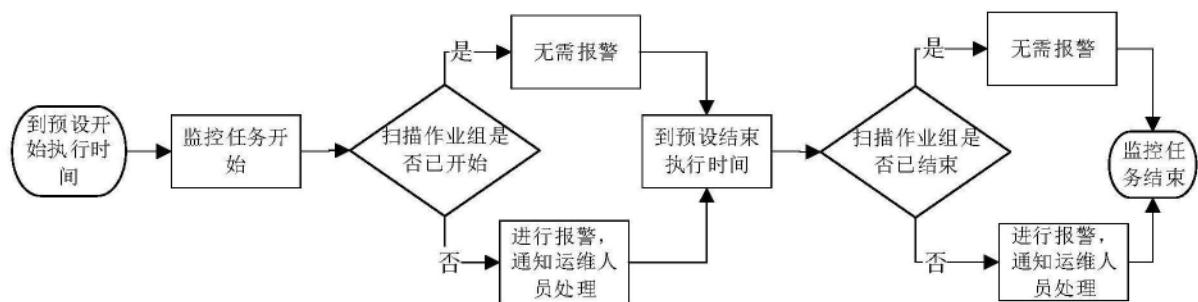 到预设开
始执行时
间
监控任务开
始
扫描作业组是
否已开始
是
无需报警
否
进行报警，
通知运维人
员处理
到预设结束
执行时间
扫描作业组是
否已结束
是
无需报警
否
进行报警，
通知运维人
员处理
监控任
务结束